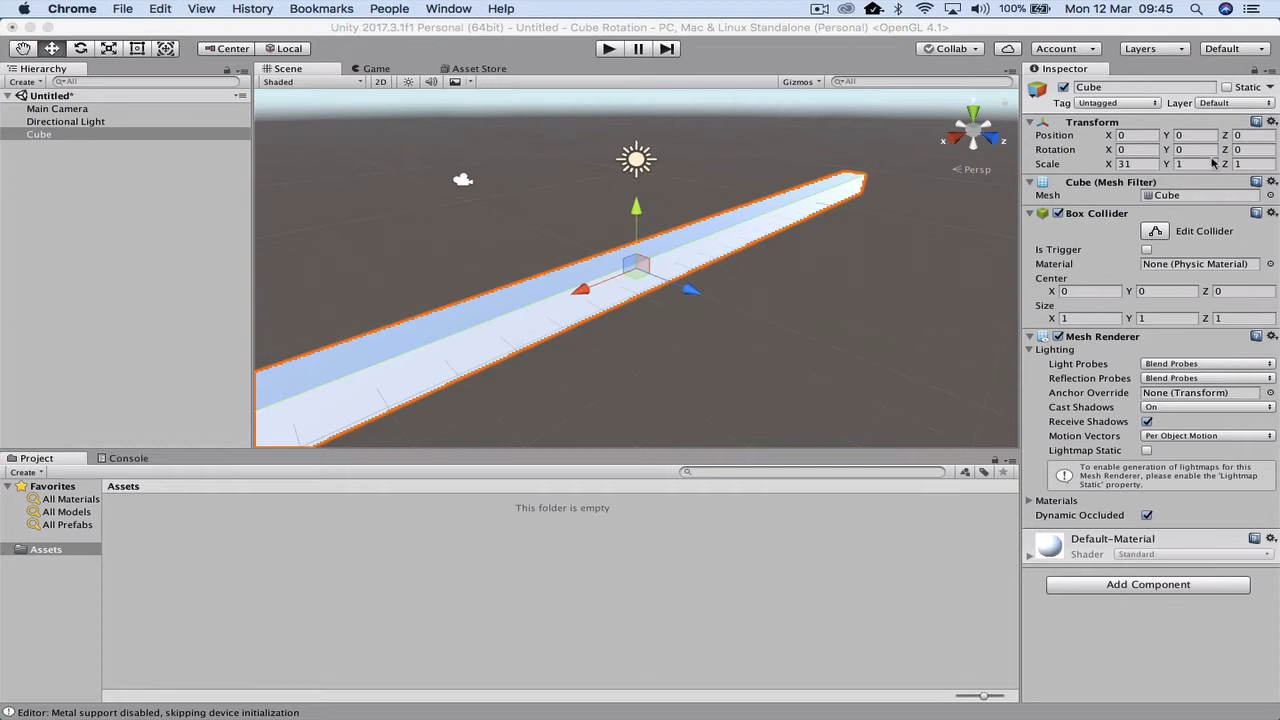 Chrome File Edit View History Bookmarks People Window Help 100% Mon 12 Mar 09:45
Unity 2017.3.1f1 Personal (64bit) - Untitled - Cube Rotation - PC, Mac & Linux Standalone (Personal) <OpenGL 4.1>
Center Local Collab Account Layers Default
Hierarchy Scene Game Asset Store Inspector
Create All Shaded 2D Gizmos All
Cube Static
Untitled*
Tag Untagged Layer Default
Main Camera
Directional Light
Cube
Transform
Position X 0 Y 0 Z 0
Rotation X 0 Y 0 Z 0
Scale X 31 Y 1 Z 1
y
x z
Persp
Cube (Mesh Filter)
Mesh Cube
Box Collider
Edit Collider
Is Trigger
Material None (Physic Material)
Center
X 0 Y 0 Z 0
Size
X 1 Y 1 Z 1
Mesh Renderer
Lighting
Light Probes Blend Probes
Reflection Probes Blend Probes
Anchor Override None (Transform)
Cast Shadows On
Receive Shadows
Motion Vectors Per Object Motion
Lightmap Static
To enable generation of lightmaps for this
Mesh Renderer, please enable the 'Lightmap
Static' property.
Materials
Dynamic Occluded
Default-Material
Shader Standard
Add Component
Project Console
Create
Favorites
All Materials
All Models
All Prefabs
Assets
Assets
This folder is empty
Editor: Metal support disabled, skipping device initialization